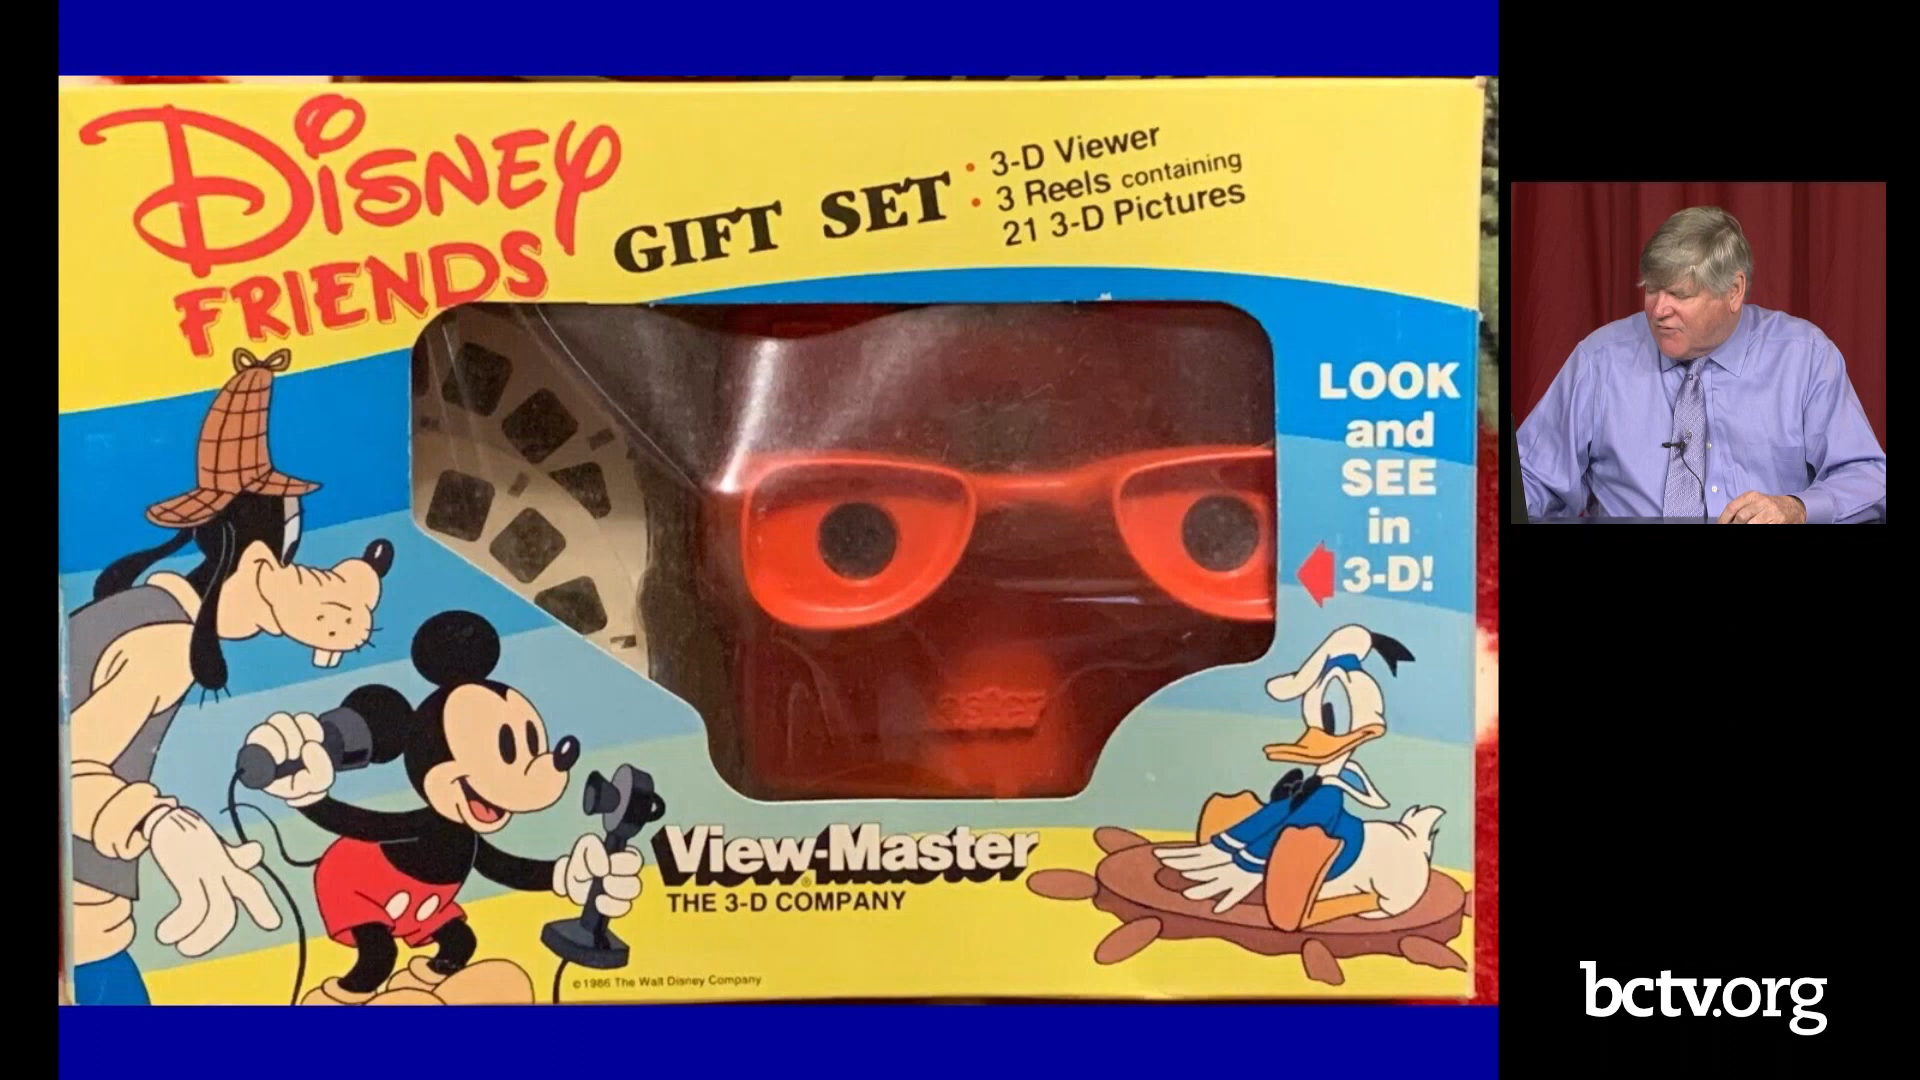 DISNEY
FRIENDS
GIFT SET
• 3-D Viewer
• 3 Reels containing
21 3-D Pictures
LOOK
and
SEE
in
3-D!
View-Master
®
THE 3-D COMPANY
© 1986 The Walt Disney Company
bctv.org